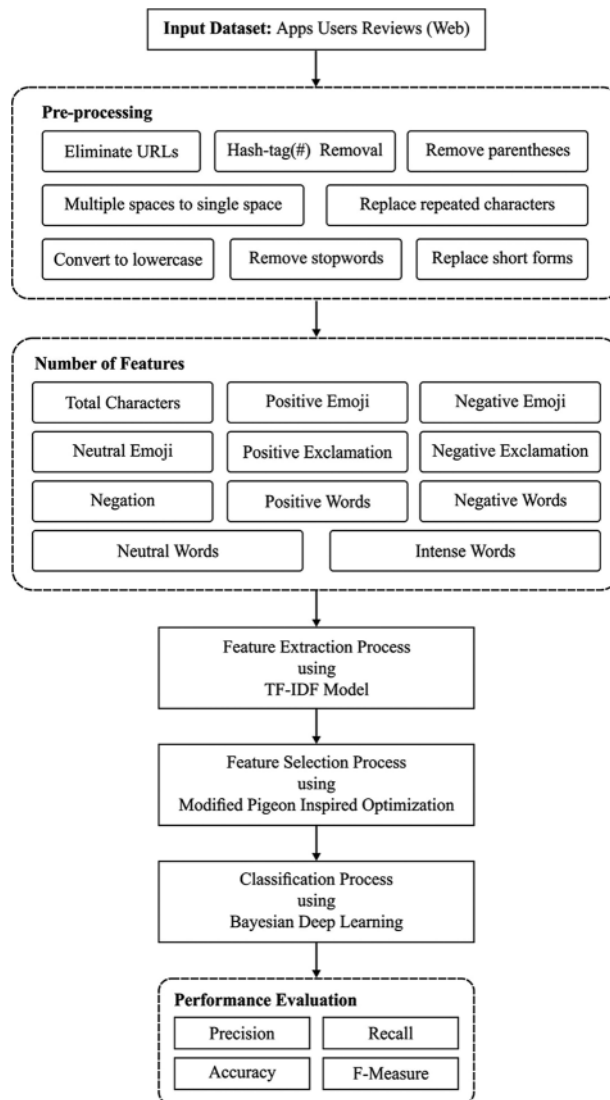 Input Dataset: Apps Users Reviews (Web)
Pre-processing
Eliminate URLs
Hash-tag(#) Removal
Remove parentheses
Multiple spaces to single space
Replace repeated characters
Convert to lowercase
Remove stopwords
Replace short forms
Number of Features
Total Characters
Positive Emoji
Negative Emoji
Neutral Emoji
Positive Exclamation
Negative Exclamation
Negation
Positive Words
Negative Words
Neutral Words
Intense Words
Feature Extraction Process
using
TF-IDF Model
Feature Selection Process
using
Modified Pigeon Inspired Optimization
Classification Process
using
Bayesian Deep Learning
Performance Evaluation
Precision
Recall
Accuracy
F-Measure